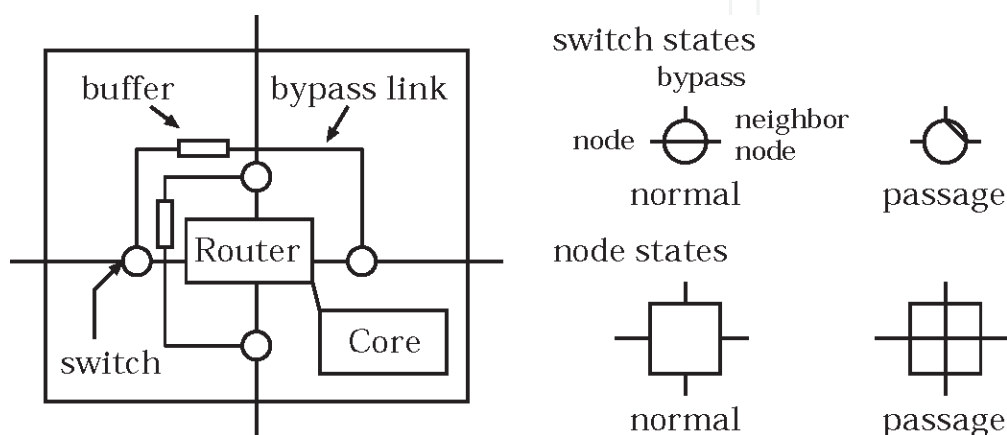 buffer
bypass link
Router
Core
switch
switch states
bypass
node
neighbor
node
normal
passage
node states
normal
passage